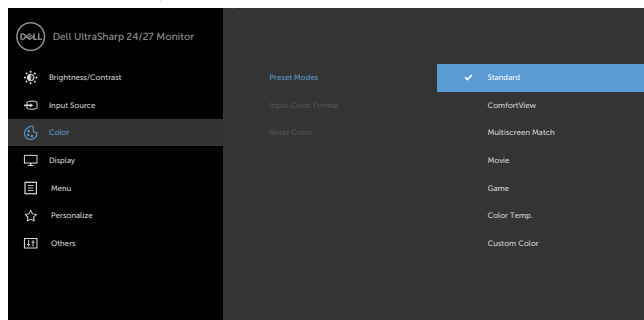 DELL Dell UltraSharp 24/27 Monitor
Brightness/Contrast
Input Source
Color
Display
Menu
Personalize
Others
Preset Modes
Input Color Format
Reset Color
Standard
ComfortView
Multiscreen Match
Movie
Game
Color Temp.
Custom Color